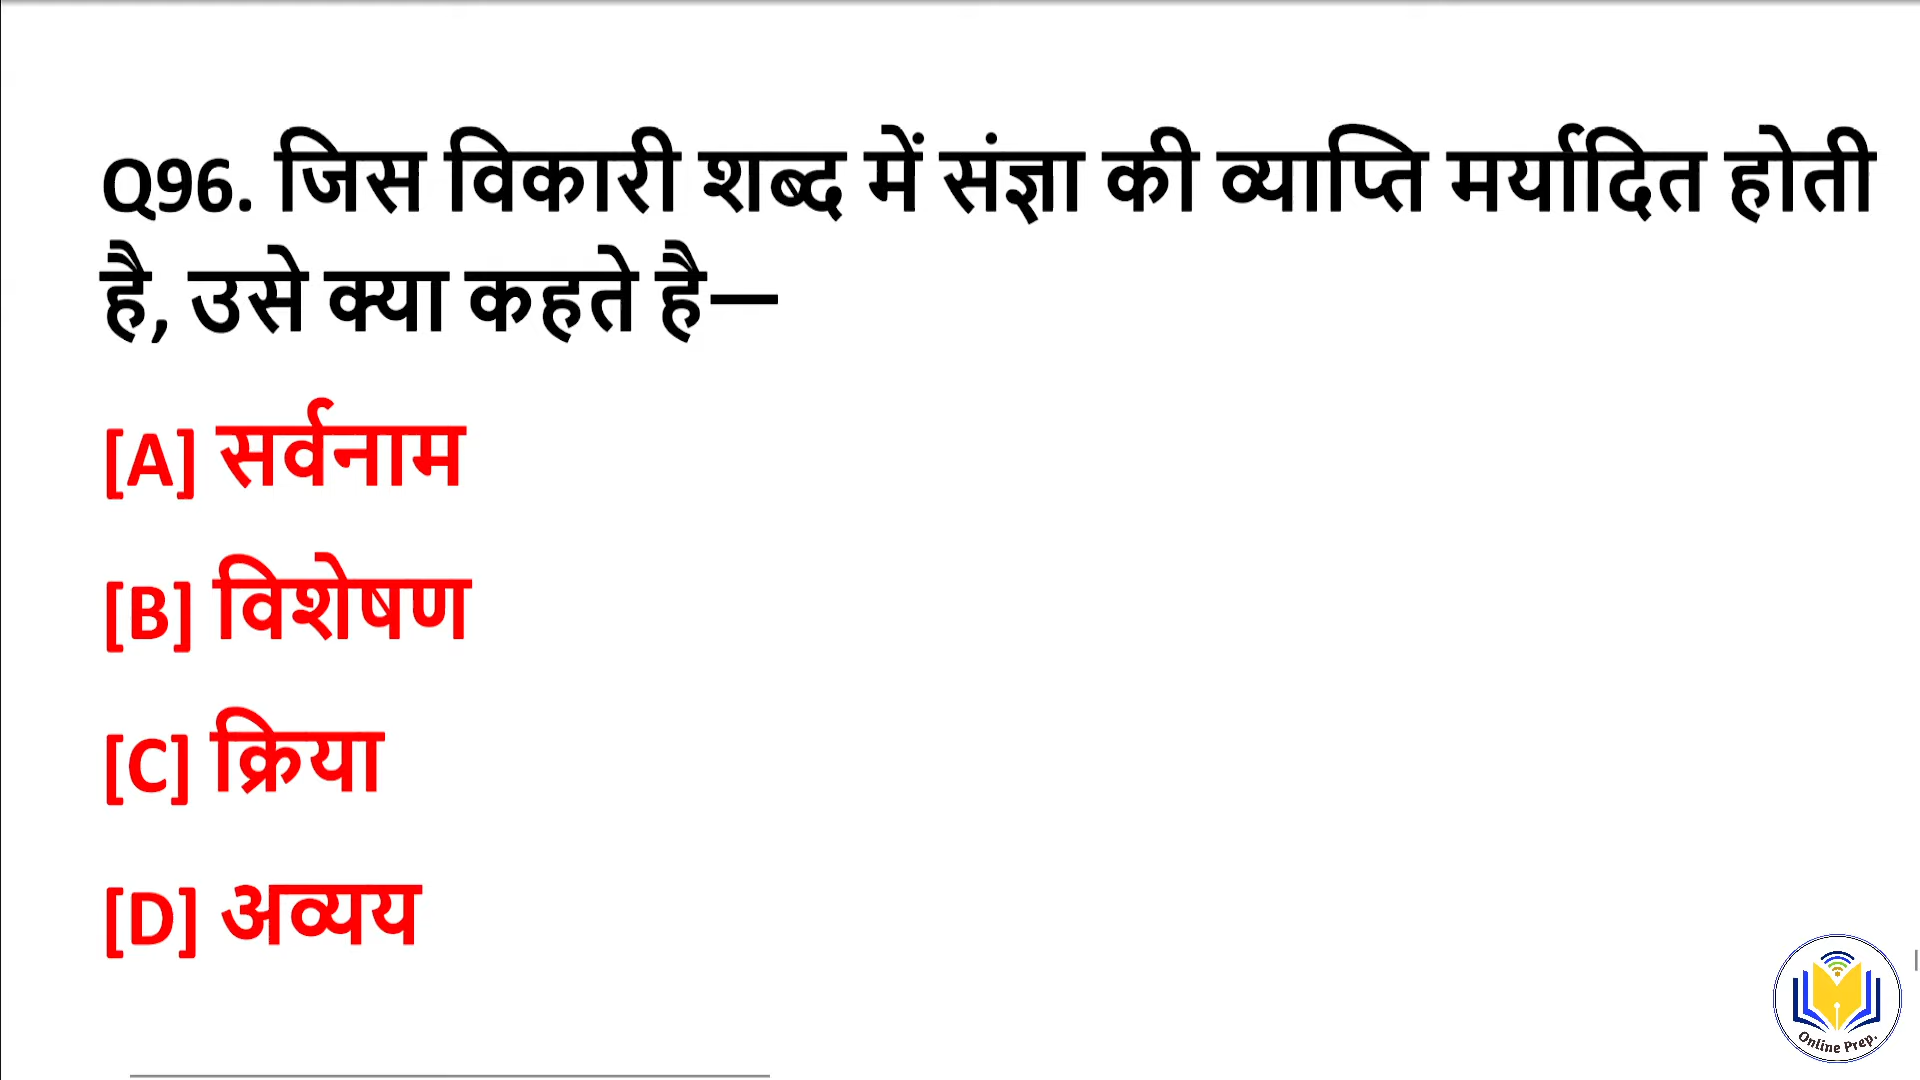 Q96. जिस विकारी शब्द में संज्ञा की व्याप्ति मर्यादित होती
है, उसे क्या कहते है—
[A] सर्वनाम
[B] विशेषण
[C] क्रिया
[D] अव्यय
Online Prep.